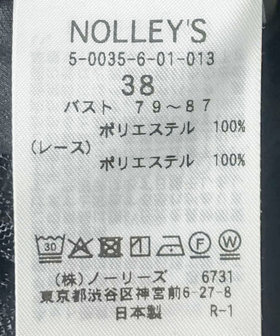 NOLLEY'S
5-0035-6-01-013
38
バスト 79～87
ポリエステル 100%
(レース)
ポリエステル 100%
30 F W
(株)ノーリーズ 6731
東京都渋谷区神宮前6-27-8
日本製 R-1